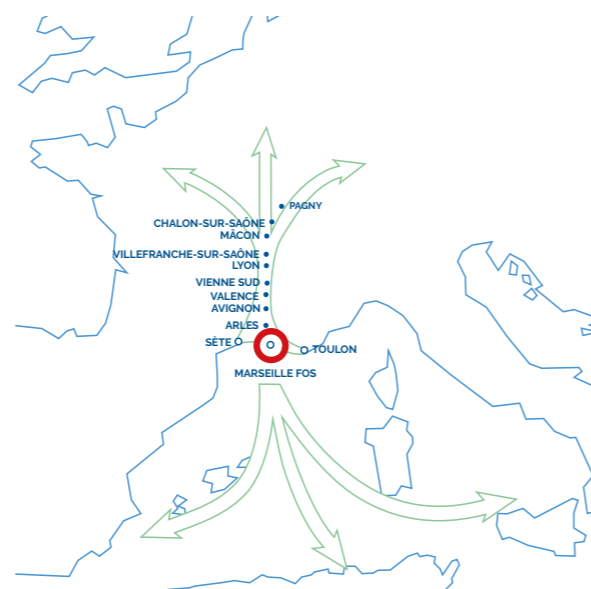 PAGNY
CHALON-SUR-SAÔNE
MÂCON
VILLEFRANCHE-SUR-SAÔNE
LYON
VIENNE SUD
VALENCE
AVIGNON
ARLES
SÈTE
TOULON
MARSEILLE FOS